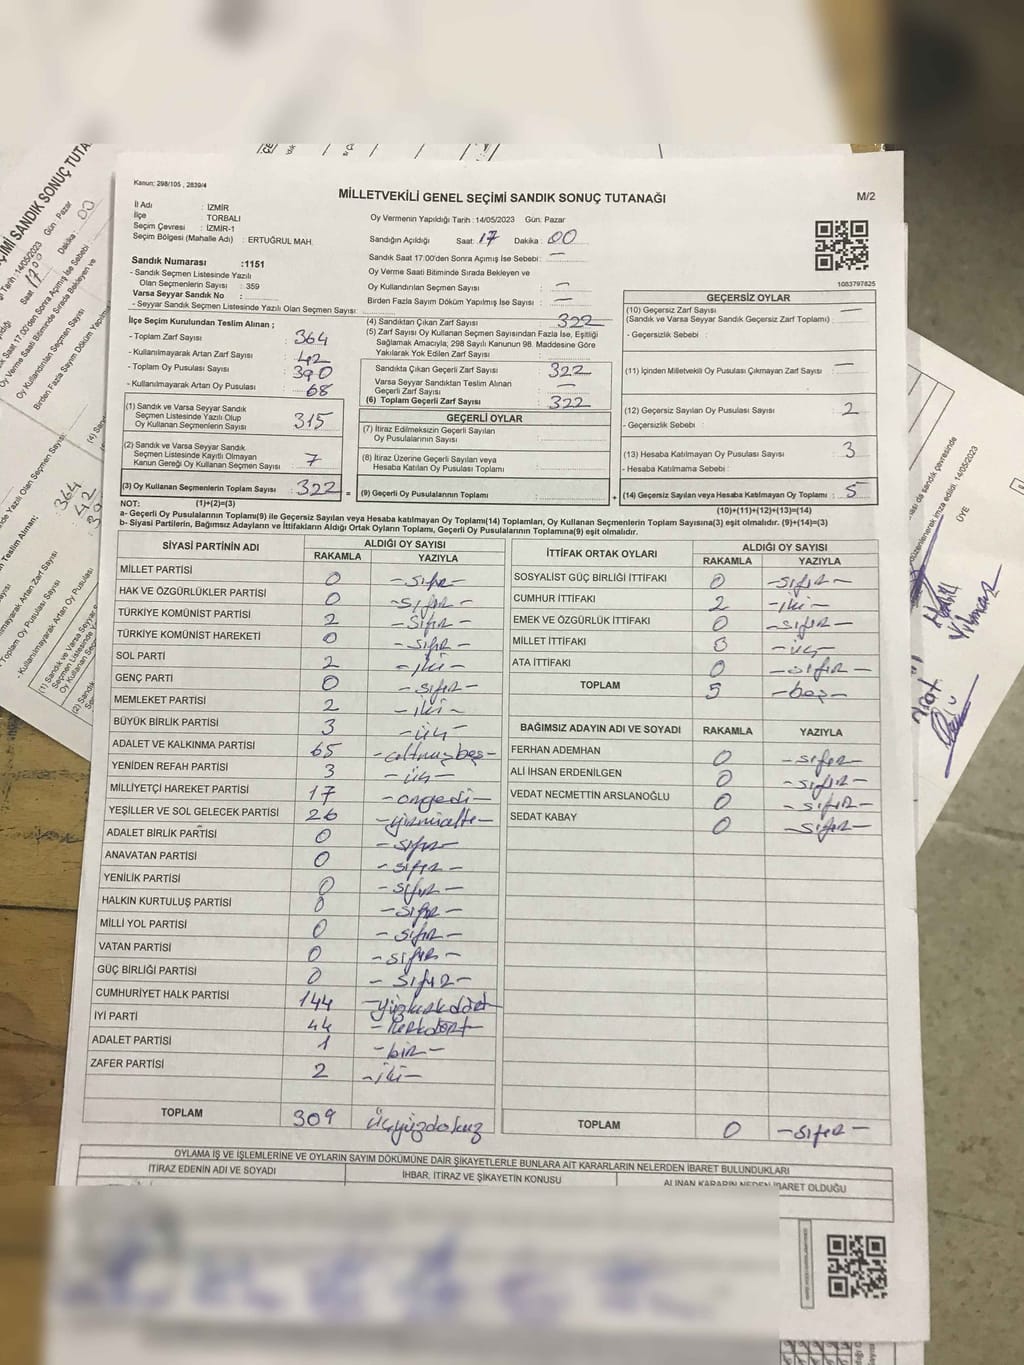 Kanun: 298/105 , 2839/4
MİLLETVEKİLİ GENEL SEÇİMİ SANDIK SONUÇ TUTANAĞI
M/2
İl Adı : İZMİR
İlçe : TORBALI
Seçim Çevresi : İZMİR-1
Seçim Bölgesi (Mahalle Adı) : ERTUĞRUL MAH.
Oy Vermenin Yapıldığı Tarih : 14/05/2023 Gün: Pazar
Sandığın Açıldığı Saat: 17 Dakika : 00
Sandık Numarası :1151
- Sandık Seçmen Listesinde Yazılı
Olan Seçmenlerin Sayısı : 359
Varsa Seyyar Sandık No :
- Seyyar Sandık Seçmen Listesinde Yazılı Olan Seçmen Sayısı :
Sandık Saat 17.00'den Sonra Açılmış İse Sebebi : —
Oy Verme Saati Bitiminde Sırada Bekleyen ve
Oy Kullandırılan Seçmen Sayısı : —
Birden Fazla Sayım Döküm Yapılmış İse Sayısı : —
1083797825
İlçe Seçim Kurulundan Teslim Alınan ;
- Toplam Zarf Sayısı : 364
- Kullanılmayarak Artan Zarf Sayısı : 42
- Toplam Oy Pusulası Sayısı : 390
- Kullanılmayarak Artan Oy Pusulası : 68
(1) Sandık ve Varsa Seyyar Sandık
Seçmen Listesinde Yazılı Olup
Oy Kullanan Seçmenlerin Sayısı : 315
(2) Sandık ve Varsa Seyyar Sandık
Seçmen Listesinde Kayıtlı Olmayan
Kanun Gereği Oy Kullanan Seçmen Sayısı : 7
(3) Oy Kullanan Seçmenlerin Toplam Sayısı : 322 =
(1)+(2)=(3)
(4) Sandıktan Çıkan Zarf Sayısı : 322
(5) Zarf Sayısı Oy Kullanan Seçmen Sayısından Fazla İse, Eşitliği
Sağlamak Amacıyla; 298 Sayılı Kanunun 98. Maddesine Göre
Yakılarak Yok Edilen Zarf Sayısı :
Sandıkta Çıkan Geçerli Zarf Sayısı : 322
Varsa Seyyar Sandıktan Teslim Alınan
Geçerli Zarf Sayısı : —
(6) Toplam Geçerli Zarf Sayısı : 322
GEÇERLİ OYLAR
(7) İtiraz Edilmeksizin Geçerli Sayılan
Oy Pusulalarının Sayısı :
(8) İtiraz Üzerine Geçerli Sayılan veya
Hesaba Katılan Oy Pusulası Toplamı :
(9) Geçerli Oy Pusulalarının Toplamı : +
GEÇERSİZ OYLAR
(10) Geçersiz Zarf Sayısı : —
(Sandık ve Varsa Seyyar Sandık Geçersiz Zarf Toplamı)
- Geçersizlik Sebebi :
(11) İçinden Milletvekili Oy Pusulası Çıkmayan Zarf Sayısı : —
(12) Geçersiz Sayılan Oy Pusulası Sayısı : 2
- Geçersizlik Sebebi :
(13) Hesaba Katılmayan Oy Pusulası Sayısı : 3
- Hesaba Katılmama Sebebi :
(14) Geçersiz Sayılan veya Hesaba Katılmayan Oy Toplamı : 5
(10)+(11)+(12)+(13)=(14)
NOT:
a- Geçerli Oy Pusulalarının Toplamı(9) ile Geçersiz Sayılan veya Hesaba katılmayan Oy Toplamı(14) Toplamları, Oy Kullanan Seçmenlerin Toplam Sayısına(3) eşit olmalıdır. (9)+(14)=(3)
b- Siyasi Partilerin, Bağımsız Adayların ve İttifakların Aldığı Ortak Oyların Toplamı, Geçerli Oy Pusulalarının Toplamına(9) eşit olmalıdır.
SİYASİ PARTİNİN ADI ALDIĞI OY SAYISI
RAKAMLA YAZIYLA
MİLLET PARTİSİ 0 -sıfır-
HAK VE ÖZGÜRLÜKLER PARTİSİ 0 -sıfır-
TÜRKİYE KOMÜNİST PARTİSİ 2 -sıfır-
TÜRKİYE KOMÜNİST HAREKETİ 0 -sıfır-
SOL PARTİ 2 -iki-
GENÇ PARTİ 0 -sıfır-
MEMLEKET PARTİSİ 2 -iki-
BÜYÜK BİRLİK PARTİSİ 3 -üç-
ADALET VE KALKINMA PARTİSİ 65 -altmışbeş-
YENİDEN REFAH PARTİSİ 3 -üç-
MİLLİYETÇİ HAREKET PARTİSİ 17 -onyedi-
YEŞİLLER VE SOL GELECEK PARTİSİ 26 -yirmialtı-
ADALET BİRLİK PARTİSİ 0 -sıfır-
ANAVATAN PARTİSİ 0 -sıfır-
YENİLİK PARTİSİ 0 -sıfır-
HALKIN KURTULUŞ PARTİSİ 0 -sıfır-
MİLLİ YOL PARTİSİ 0 -sıfır-
VATAN PARTİSİ 0 -sıfır-
GÜÇ BİRLİĞİ PARTİSİ 0 -sıfır-
CUMHURİYET HALK PARTİSİ 144 -yüzkırkdört
İYİ PARTİ 44 -kırkdört-
ADALET PARTİSİ 1 -bir-
ZAFER PARTİSİ 2 -iki-
TOPLAM 309 üçyüzdokuz
İTTİFAK ORTAK OYLARI ALDIĞI OY SAYISI
RAKAMLA YAZIYLA
SOSYALİST GÜÇ BİRLİĞİ İTTİFAKI 0 -sıfır-
CUMHUR İTTİFAKI 2 -iki-
EMEK VE ÖZGÜRLÜK İTTİFAKI 0 -sıfır-
MİLLET İTTİFAKI 3 -üç-
ATA İTTİFAKI 0 -sıfır-
TOPLAM 5 -beş-
BAĞIMSIZ ADAYIN ADI VE SOYADI RAKAMLA YAZIYLA
FERHAN ADEMHAN 0 -sıfır-
ALİ İHSAN ERDENİLGEN 0 -sıfır-
VEDAT NECMETTİN ARSLANOĞLU 0 -sıfır-
SEDAT KABAY 0 -sıfır-
TOPLAM 0 -sıfır-
OYLAMA İŞ VE İŞLEMLERİNE VE OYLARIN SAYIM DÖKÜMÜNE DAİR ŞİKAYETLERLE BUNLARA AİT KARARLARIN NELERDEN İBARET BULUNDUKLARI
İTİRAZ EDENİN ADI VE SOYADI
İHBAR, İTİRAZ VE ŞİKAYETİN KONUSU
ALINAN KARARIN NEDEN İBARET OLDUĞU